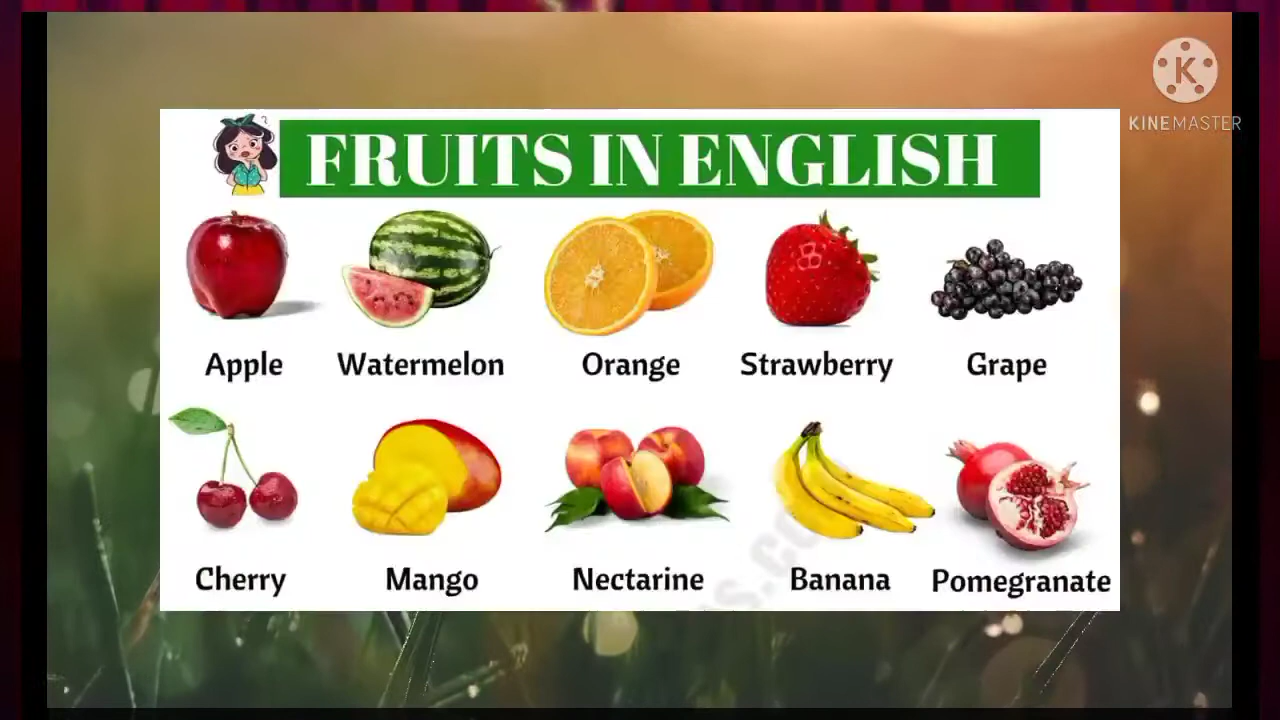 K
KINEMASTER
FRUITS IN ENGLISH
Apple
Watermelon
Orange
Strawberry
Grape
Cherry
Mango
Nectarine
Banana
Pomegranate